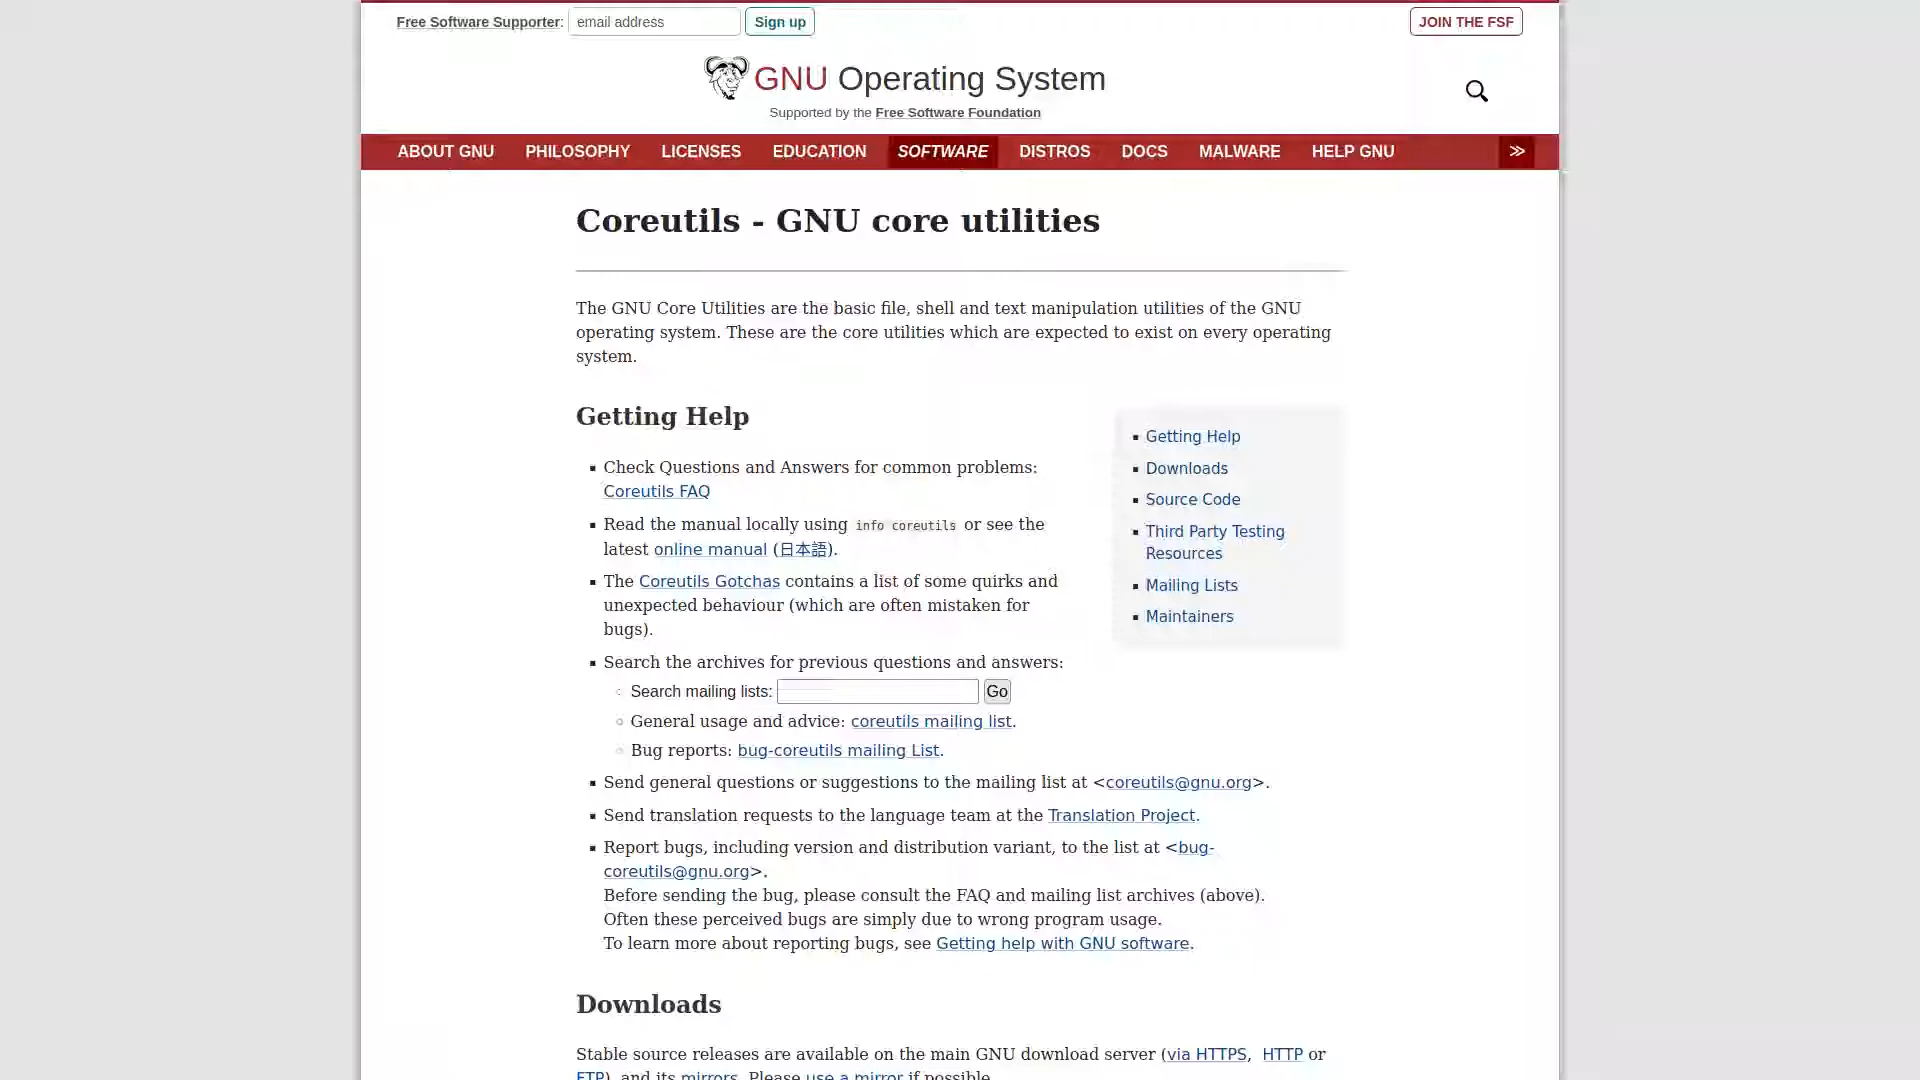 Free Software Supporter: email address Sign up JOIN THE FSF
GNU Operating System
Supported by the Free Software Foundation
ABOUT GNU PHILOSOPHY LICENSES EDUCATION SOFTWARE DISTROS DOCS MALWARE HELP GNU ≫
Coreutils - GNU core utilities
The GNU Core Utilities are the basic file, shell and text manipulation utilities of the GNU
operating system. These are the core utilities which are expected to exist on every operating
system.
Getting Help
Check Questions and Answers for common problems:
Coreutils FAQ
Read the manual locally using info coreutils or see the
latest online manual (日本語).
The Coreutils Gotchas contains a list of some quirks and
unexpected behaviour (which are often mistaken for
bugs).
Search the archives for previous questions and answers:
Search mailing lists: Go
General usage and advice: coreutils mailing list.
Bug reports: bug-coreutils mailing List.
Send general questions or suggestions to the mailing list at <coreutils@gnu.org>.
Send translation requests to the language team at the Translation Project.
Report bugs, including version and distribution variant, to the list at <bug-
coreutils@gnu.org>.
Before sending the bug, please consult the FAQ and mailing list archives (above).
Often these perceived bugs are simply due to wrong program usage.
To learn more about reporting bugs, see Getting help with GNU software.
Getting Help
Downloads
Source Code
Third Party Testing
Resources
Mailing Lists
Maintainers
Downloads
Stable source releases are available on the main GNU download server (via HTTPS, HTTP or
FTP), and its mirrors. Please use a mirror if possible.